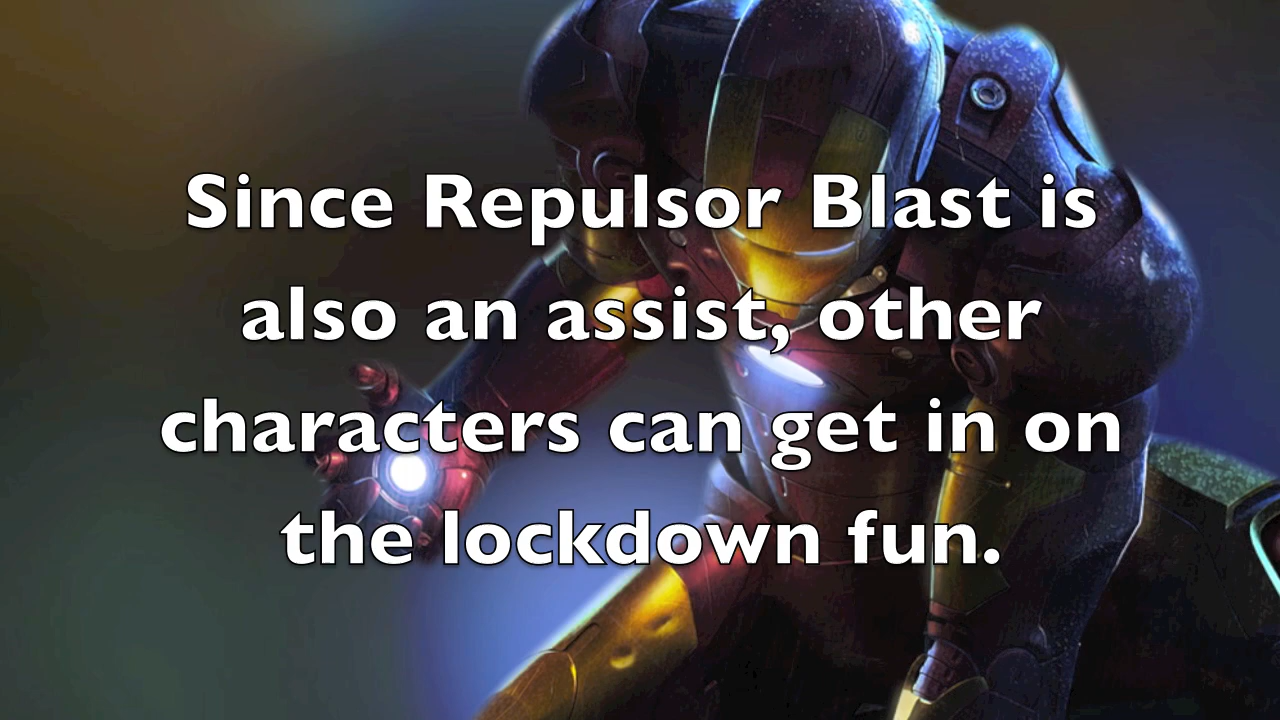 Since Repulsor Blast is
also an assist, other
characters can get in on
the lockdown fun.